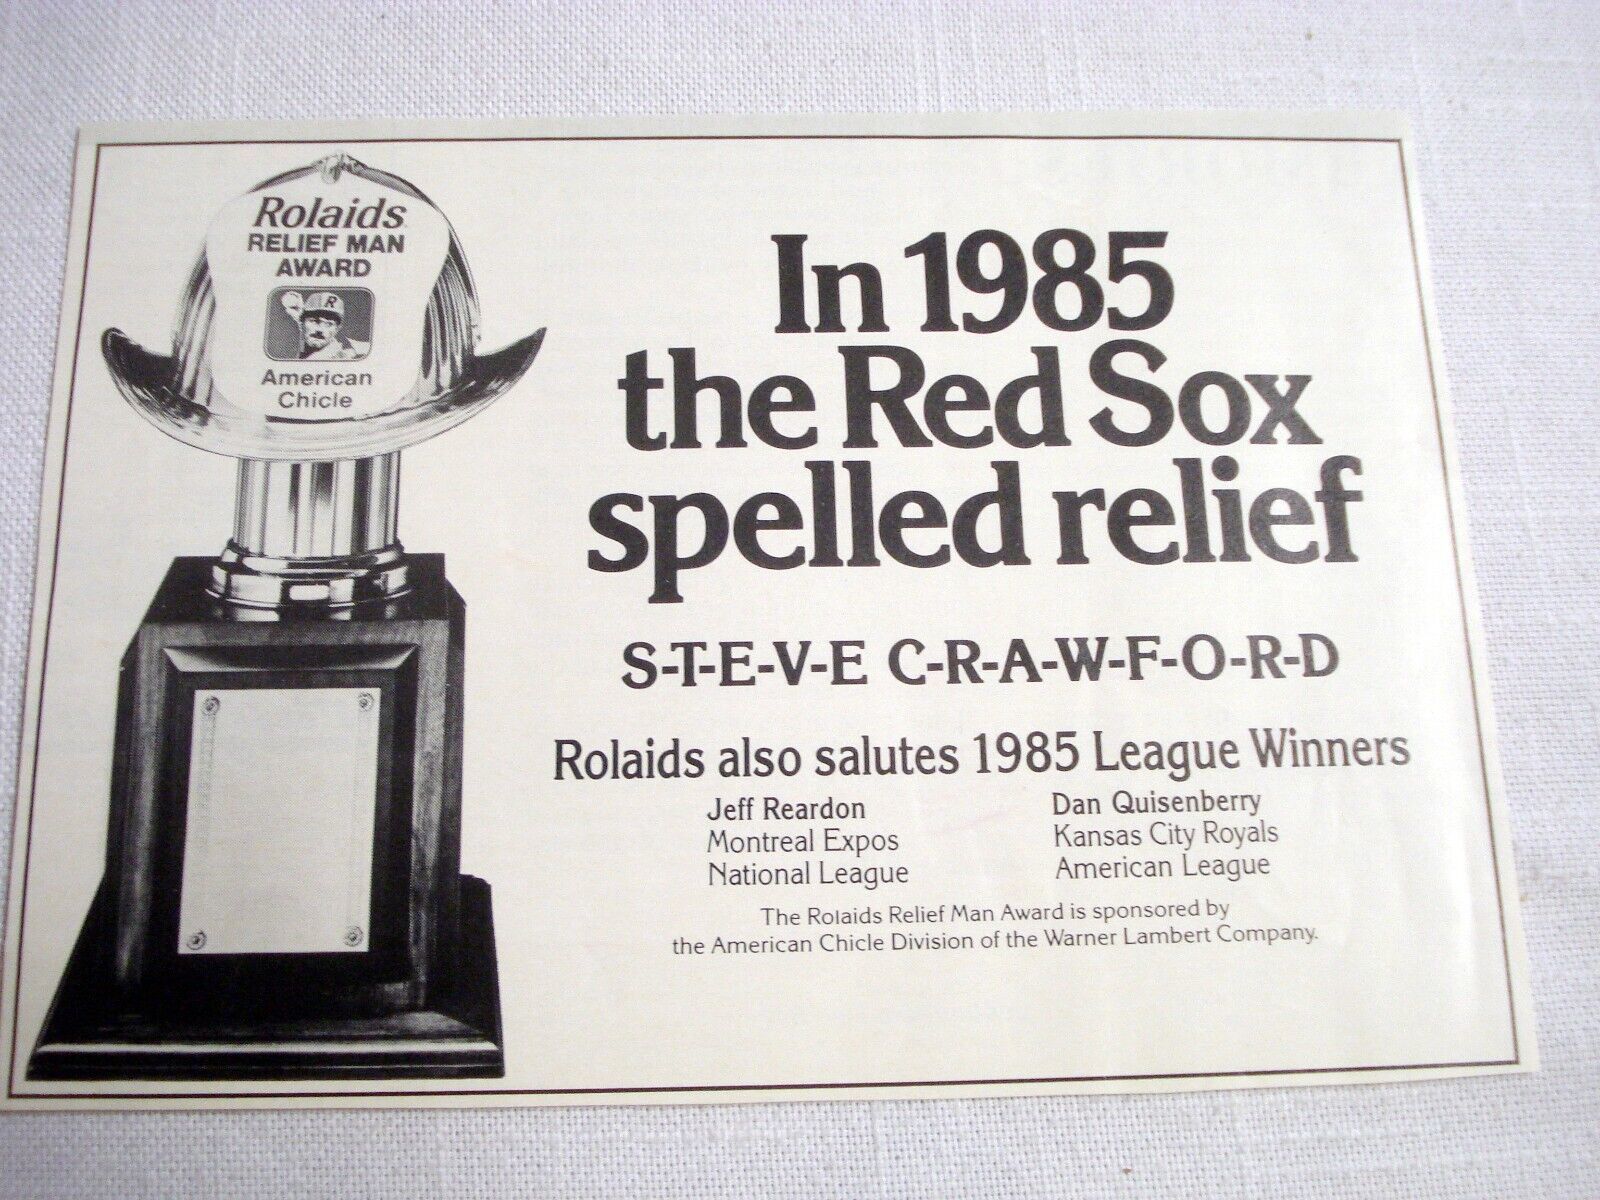 Rolaids
RELIEF MAN
AWARD
R
American
Chicle
In 1985
the Red Sox
spelled relief
S-T-E-V-E C-R-A-W-F-O-R-D
Rolaids also salutes 1985 League Winners
Jeff Reardon
Montreal Expos
National League
Dan Quisenberry
Kansas City Royals
American League
The Rolaids Relief Man Award is sponsored by
the American Chicle Division of the Warner Lambert Company.